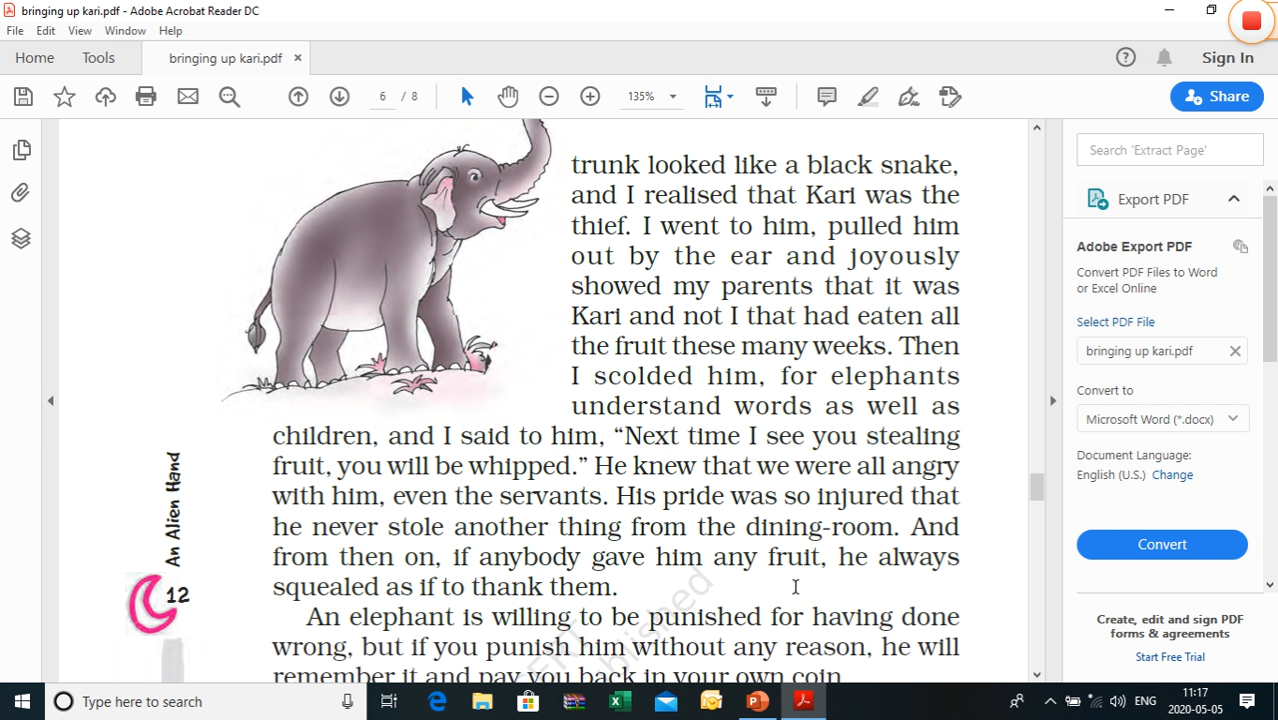 bringing up kari.pdf - Adobe Acrobat Reader DC
File Edit View Window Help
Home Tools bringing up kari.pdf ×
Sign In
6 / 8
135%
Share
trunk looked like a black snake,
and I realised that Kari was the
thief. I went to him, pulled him
out by the ear and joyously
showed my parents that it was
Kari and not I that had eaten all
the fruit these many weeks. Then
I scolded him, for elephants
understand words as well as
children, and I said to him, “Next time I see you stealing
fruit, you will be whipped.” He knew that we were all angry
with him, even the servants. His pride was so injured that
he never stole another thing from the dining-room. And
from then on, if anybody gave him any fruit, he always
squealed as if to thank them.
An elephant is willing to be punished for having done
wrong, but if you punish him without any reason, he will
remember it and pay you back in your own coin
An Alien Hand
12
blished
Search 'Extract Page'
Export PDF
Adobe Export PDF
Convert PDF Files to Word
or Excel Online
Select PDF File
bringing up kari.pdf
Convert to
Microsoft Word (*.docx)
Document Language:
English (U.S.) Change
Convert
Create, edit and sign PDF
forms & agreements
Start Free Trial
Type here to search
ENG
11:17
2020-05-05